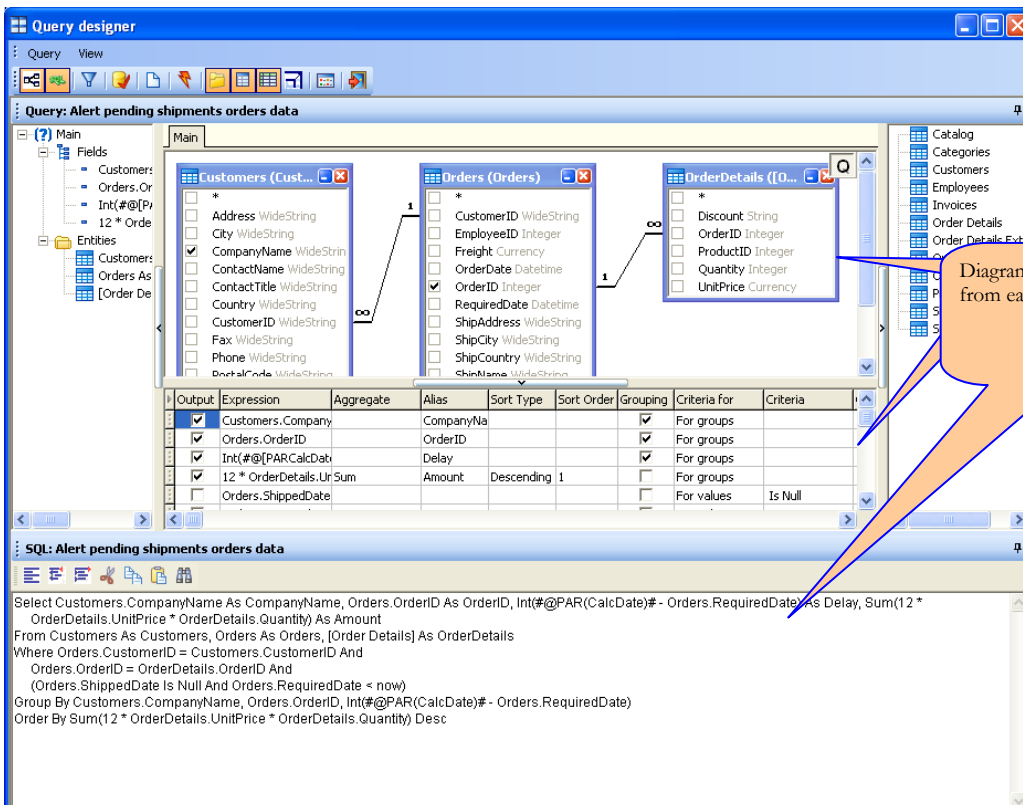 Query designer
Query View
Query: Alert pending shipments orders data
Main
Fields
Customers
Orders.Or
Int(#@[PA
12 * Orde
Entities
Customers
Orders As
[Order De
Main
Customers (Cust...
*
Address WideString
City WideString
CompanyName WideStrin
ContactName WideString
ContactTitle WideString
Country WideString
CustomerID WideString
Fax WideString
Phone WideString
PostalCode WideString
1
∞
Orders (Orders)
*
CustomerID WideString
EmployeeID Integer
Freight Currency
OrderDate Datetime
OrderID Integer
RequiredDate Datetime
ShipAddress WideString
ShipCity WideString
ShipCountry WideString
ShipName WideString
1
∞
OrderDetails ([O...
*
Discount String
OrderID Integer
ProductID Integer
Quantity Integer
UnitPrice Currency
Q
Catalog
Categories
Customers
Employees
Invoices
Order Details
Order Details Ext
Diagram
from ea
Output Expression Aggregate Alias Sort Type Sort Order Grouping Criteria for Criteria
Customers.Company CompanyNa For groups
Orders.OrderID OrderID For groups
Int(#@[PARCalcDate Delay For groups
12 * OrderDetails.Ur Sum Amount Descending 1 For groups
Orders.ShippedDate For values Is Null
SQL: Alert pending shipments orders data
Select Customers.CompanyName As CompanyName, Orders.OrderID As OrderID, Int(#@PAR(CalcDate)# - Orders.RequiredDate) As Delay, Sum(12 *
OrderDetails.UnitPrice * OrderDetails.Quantity) As Amount
From Customers As Customers, Orders As Orders, [Order Details] As OrderDetails
Where Orders.CustomerID = Customers.CustomerID And
Orders.OrderID = OrderDetails.OrderID And
(Orders.ShippedDate Is Null And Orders.RequiredDate < now)
Group By Customers.CompanyName, Orders.OrderID, Int(#@PAR(CalcDate)# - Orders.RequiredDate)
Order By Sum(12 * OrderDetails.UnitPrice * OrderDetails.Quantity) Desc